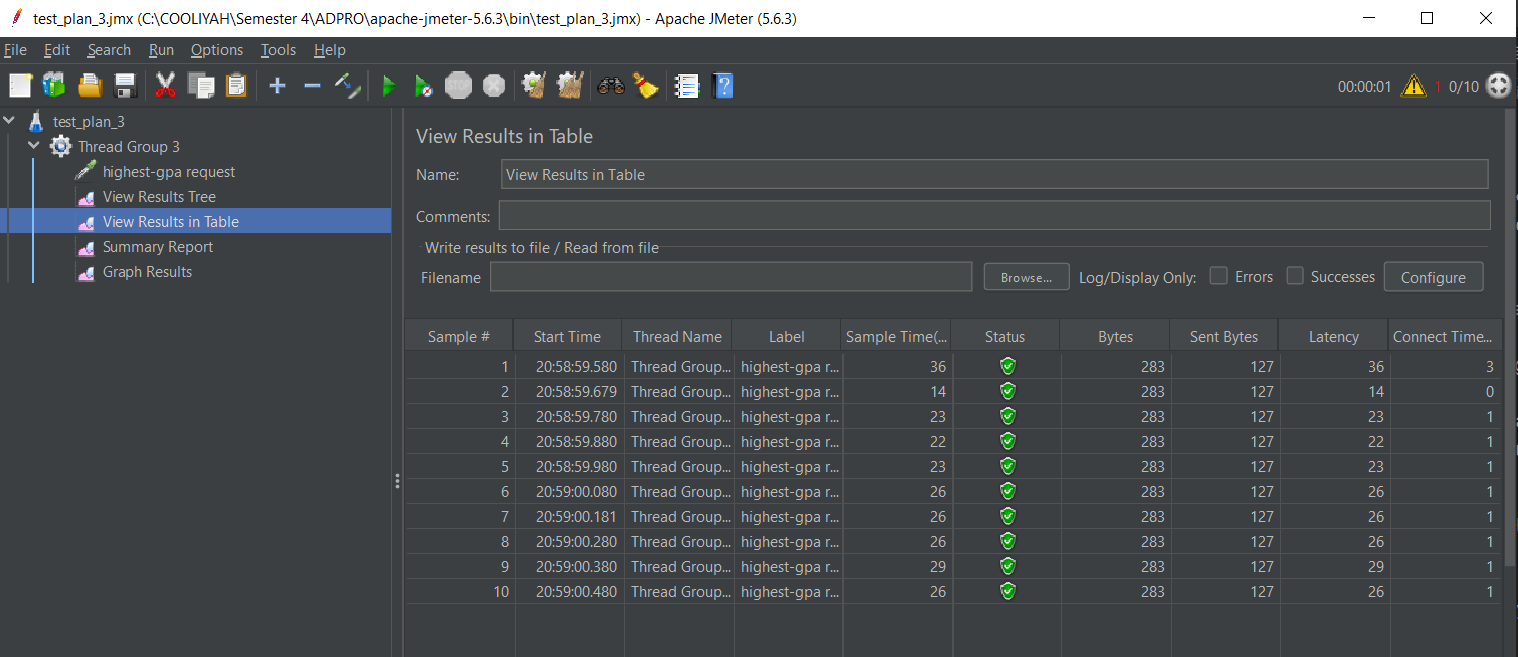 test_plan_3.jmx (C:\COOLIYAH\Semester 4\ADPRO\apache-jmeter-5.6.3\bin\test_plan_3.jmx) - Apache JMeter (5.6.3)
File Edit Search Run Options Tools Help
STOP 00:00:01 1 0/10
test_plan_3
Thread Group 3
highest-gpa request
View Results Tree
View Results in Table
Summary Report
Graph Results
View Results in Table
Name: View Results in Table
Comments:
Write results to file / Read from file
Filename Browse... Log/Display Only: Errors Successes Configure
Sample # Start Time Thread Name Label Sample Time(... Status Bytes Sent Bytes Latency Connect Time...
1 20:58:59.580 Thread Group... highest-gpa r... 36 283 127 36 3
2 20:58:59.679 Thread Group... highest-gpa r... 14 283 127 14 0
3 20:58:59.780 Thread Group... highest-gpa r... 23 283 127 23 1
4 20:58:59.880 Thread Group... highest-gpa r... 22 283 127 22 1
5 20:58:59.980 Thread Group... highest-gpa r... 23 283 127 23 1
6 20:59:00.080 Thread Group... highest-gpa r... 26 283 127 26 1
7 20:59:00.181 Thread Group... highest-gpa r... 26 283 127 26 1
8 20:59:00.280 Thread Group... highest-gpa r... 26 283 127 26 1
9 20:59:00.380 Thread Group... highest-gpa r... 29 283 127 29 1
10 20:59:00.480 Thread Group... highest-gpa r... 26 283 127 26 1